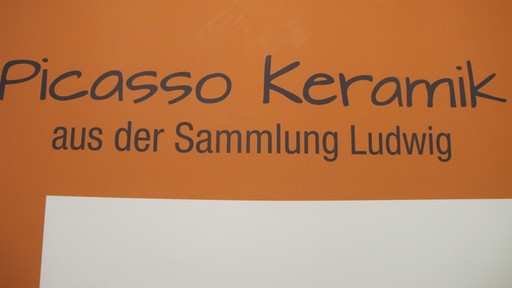 Picasso Keramik
aus der Sammlung Ludwig